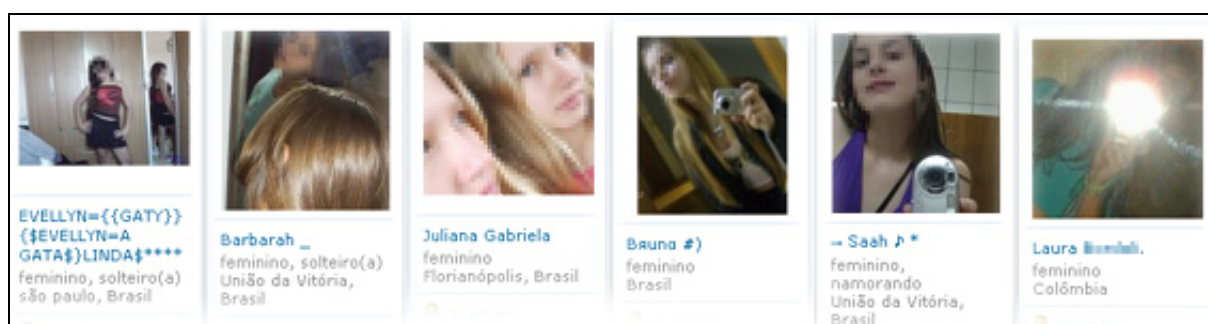 EVELLYN={{GATY}}
{$EVELLYN=A
GATA$}LINDA$****
feminino, solteiro(a)
são paulo, Brasil
Barbarah _
feminino, solteiro(a)
União da Vitória,
Brasil
Juliana Gabriela
feminino
Florianópolis, Brasil
Bяuna #)
feminino
Brasil
→ Saah ♪ *
feminino,
namorando
União da Vitória,
Brasil
Laura
feminino
Colômbia